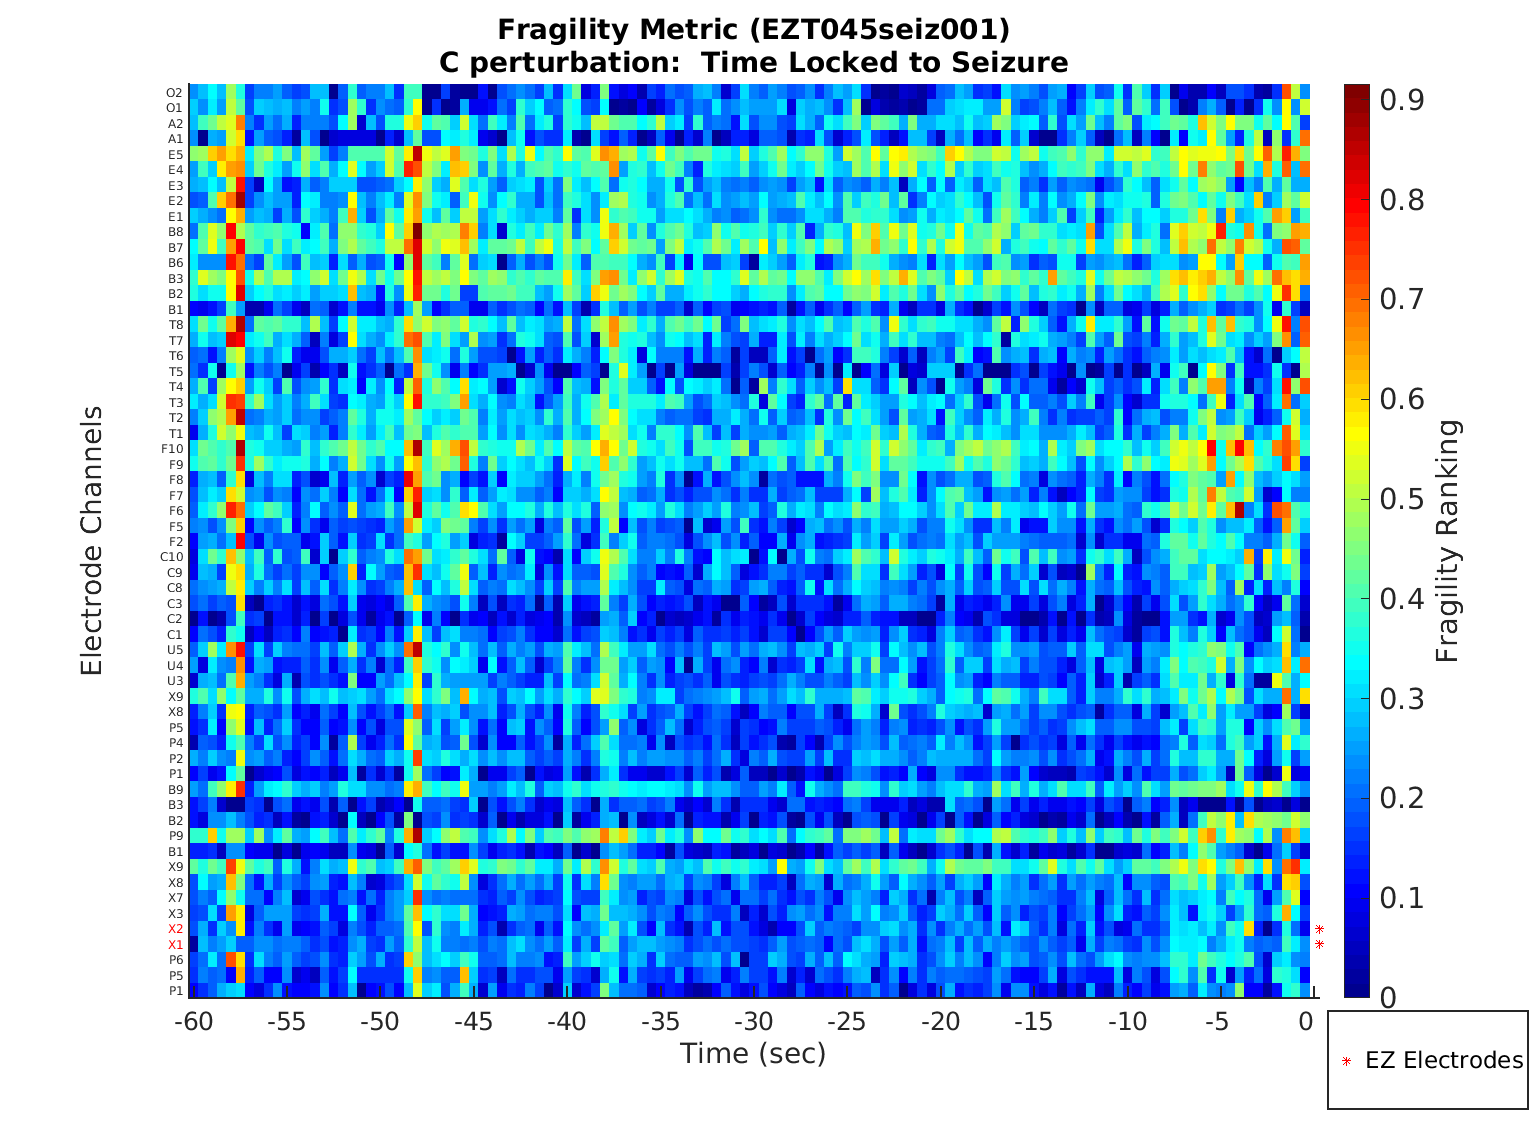 Fragility Metric (EZT045seiz001)
C perturbation:  Time Locked to Seizure
Electrode Channels
O2
O1
A2
A1
E5
E4
E3
E2
E1
B8
B7
B6
B3
B2
B1
T8
T7
T6
T5
T4
T3
T2
T1
F10
F9
F8
F7
F6
F5
F2
C10
C9
C8
C3
C2
C1
U5
U4
U3
X9
X8
P5
P4
P2
P1
B9
B3
B2
P9
B1
X9
X8
X7
X3
X2
X1
P6
P5
P1
-60 -55 -50 -45 -40 -35 -30 -25 -20 -15 -10 -5 0
Time (sec)
0.9
0.8
0.7
0.6
0.5
0.4
0.3
0.2
0.1
0
Fragility Ranking
EZ Electrodes